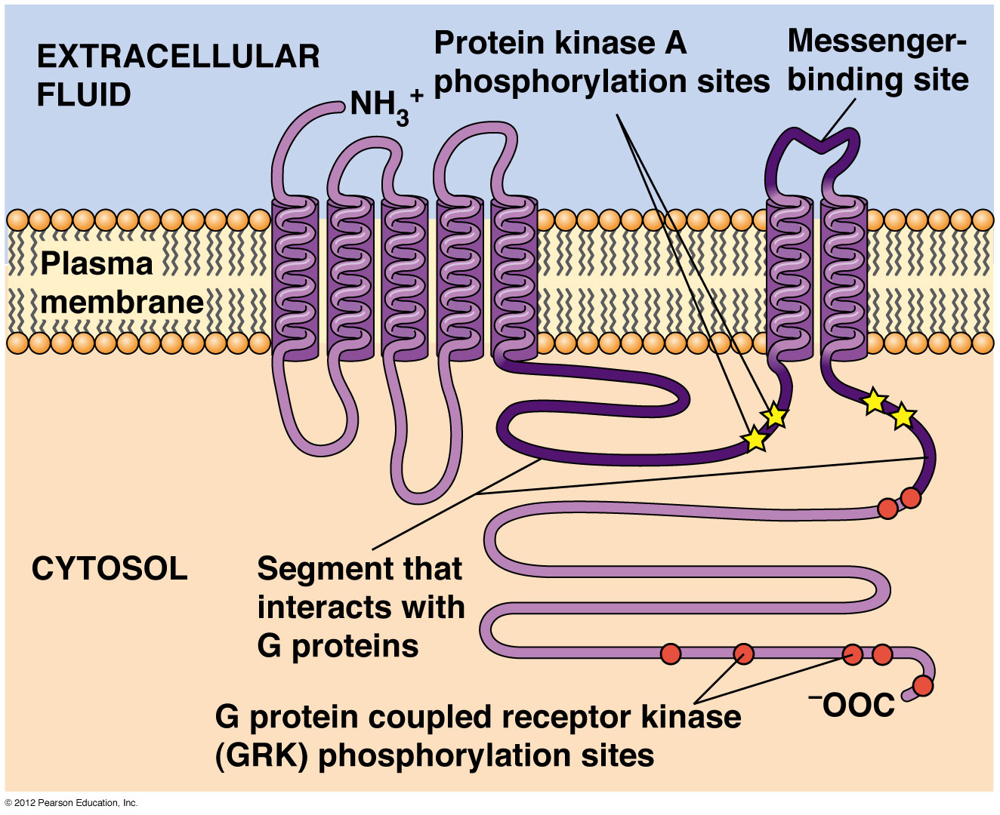 EXTRACELLULAR
FLUID
NH₃⁺
Protein kinase A
phosphorylation sites
Messenger-
binding site
Plasma
membrane
CYTOSOL
Segment that
interacts with
G proteins
⁻OOC
G protein coupled receptor kinase
(GRK) phosphorylation sites
© 2012 Pearson Education, Inc.